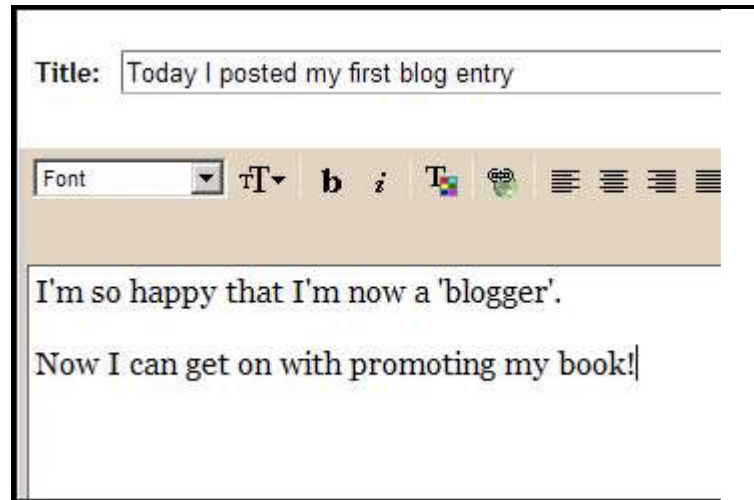 Title: Today I posted my first blog entry
Font TT b i T
I'm so happy that I'm now a 'blogger'.
Now I can get on with promoting my book!